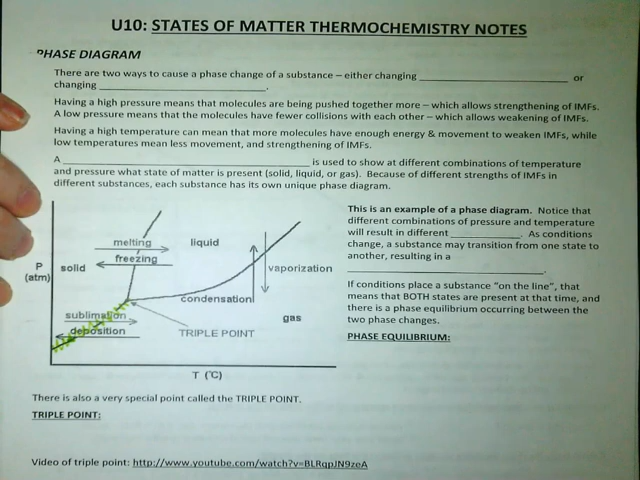 U10: STATES OF MATTER THERMOCHEMISTRY NOTES
PHASE DIAGRAM
There are two ways to cause a phase change of a substance – either changing ____________________ or
changing ____________________.
Having a high pressure means that molecules are being pushed together more – which allows strengthening of IMFs.
A low pressure means that the molecules have fewer collisions with each other – which allows weakening of IMFs.
Having a high temperature can mean that more molecules have enough energy & movement to weaken IMFs, while
low temperatures mean less movement, and strengthening of IMFs.
A ____________________ is used to show at different combinations of temperature
and pressure what state of matter is present (solid, liquid, or gas). Because of different strengths of IMFs in
different substances, each substance has its own unique phase diagram.
P
(atm)
solid
melting
freezing
liquid
vaporization
condensation
sublimation
deposition
TRIPLE POINT
gas
T (°C)
This is an example of a phase diagram. Notice that
different combinations of pressure and temperature
will result in different ____________. As conditions
change, a substance may transition from one state to
another, resulting in a
____________________.
If conditions place a substance “on the line”, that
means that BOTH states are present at that time, and
there is a phase equilibrium occurring between the
two phase changes.
PHASE EQUILIBRIUM:
There is also a very special point called the TRIPLE POINT.
TRIPLE POINT:
Video of triple point: http://www.youtube.com/watch?v=BLRqpJN9zeA